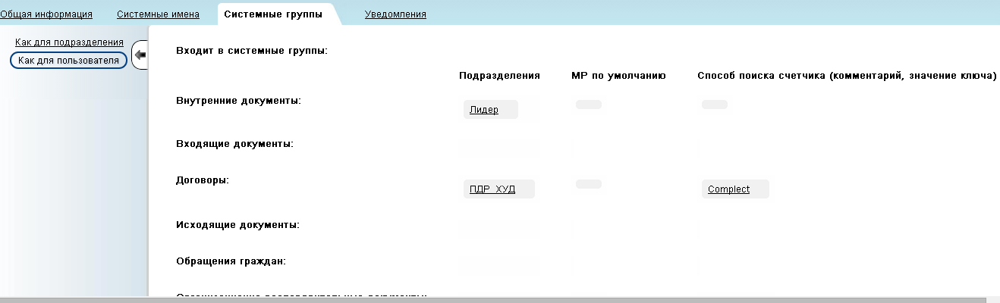 Общая информация Системные имена Системные группы Уведомления
Как для подразделения
Как для пользователя
Входит в системные группы:
Подразделения МР по умолчанию Способ поиска счетчика (комментарий, значение ключа)
Внутренние документы:
Лидер
Входящие документы:
Договоры:
ПДР_ХУД Complect
Исходящие документы:
Обращения граждан: